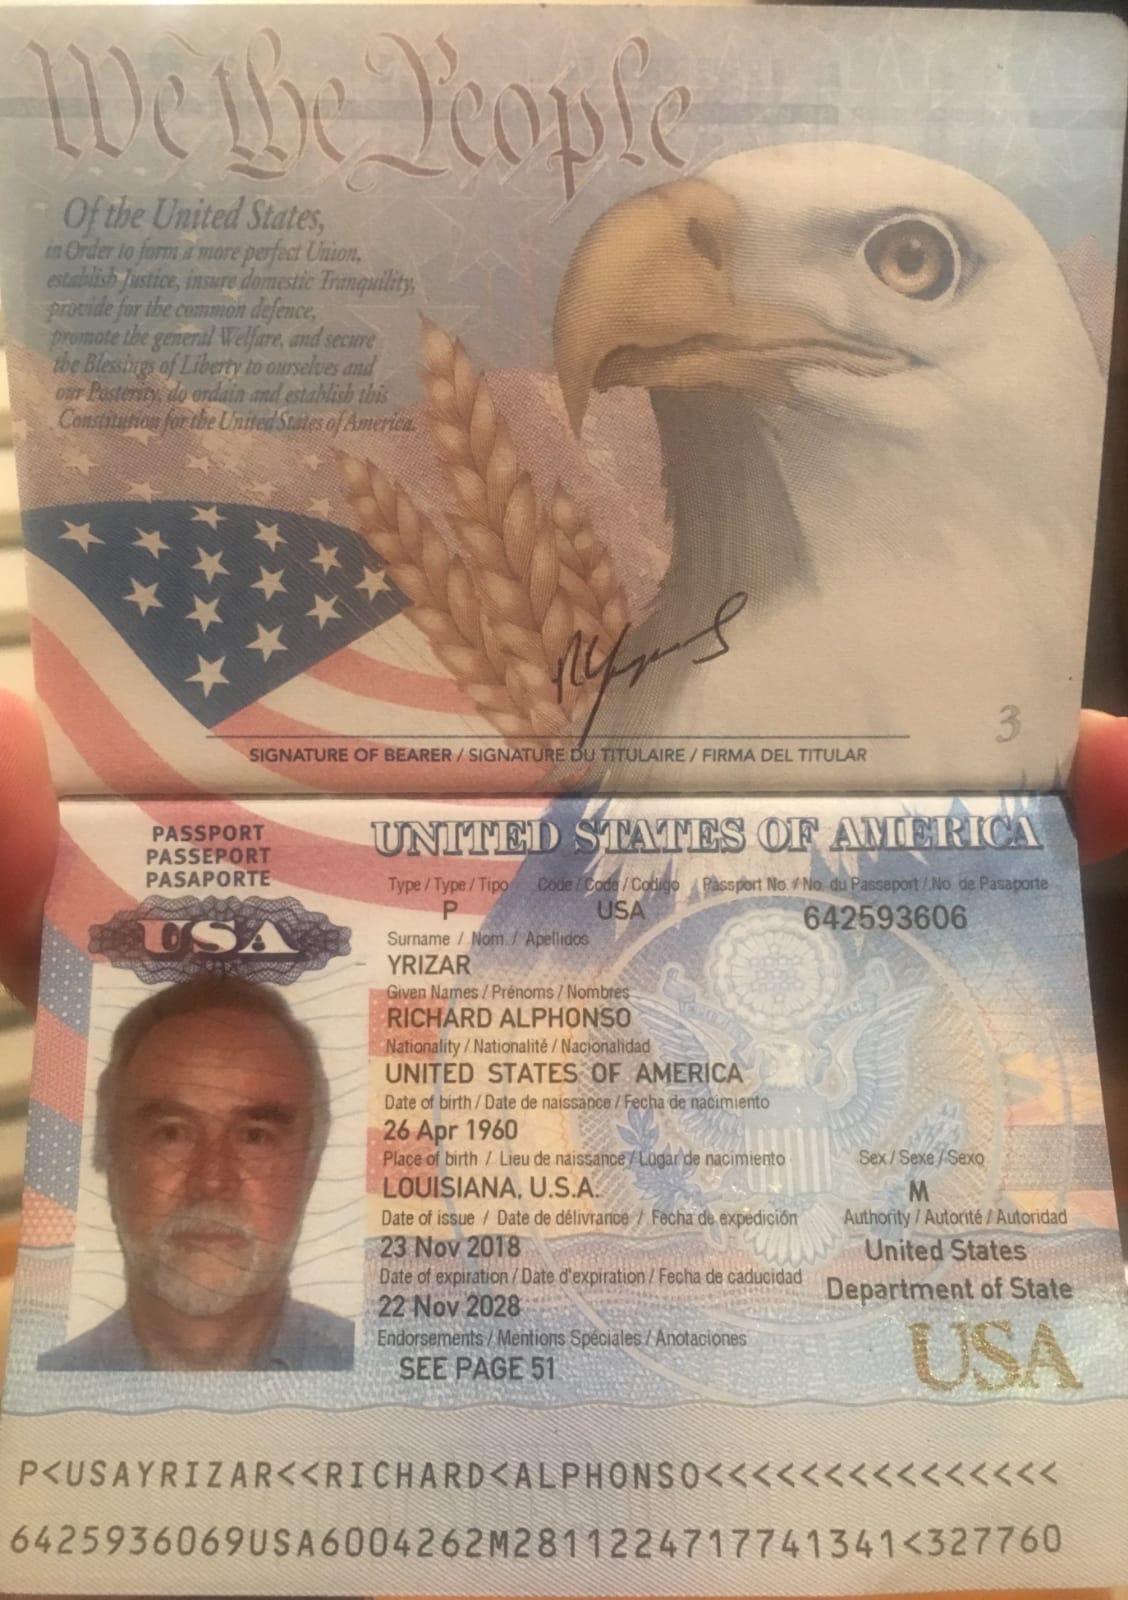 We the People
Of the United States,
in Order to form a more perfect Union,
establish Justice, insure domestic Tranquility,
provide for the common defence,
promote the general Welfare, and secure
the Blessings of Liberty to ourselves and
our Posterity, do ordain and establish this
Constitution for the United States of America.
3
SIGNATURE OF BEARER / SIGNATURE DU TITULAIRE / FIRMA DEL TITULAR
PASSPORT
PASSEPORT
PASAPORTE
USA
UNITED STATES OF AMERICA
Type / Type / Tipo Code / Code / Codigo Passport No. / No. du Passeport / No. de Pasaporte
P USA 642593606
Surname / Nom / Apellidos
YRIZAR
Given Names / Prénoms / Nombres
RICHARD ALPHONSO
Nationality / Nationalité / Nacionalidad
UNITED STATES OF AMERICA
Date of birth / Date de naissance / Fecha de nacimiento
26 Apr 1960
Place of birth / Lieu de naissance / Lugar de nacimiento Sex / Sexe / Sexo
LOUISIANA, U.S.A. M
Date of issue / Date de délivrance / Fecha de expedición Authority / Autorité / Autoridad
23 Nov 2018 United States
Date of expiration / Date d'expiration / Fecha de caducidad Department of State
22 Nov 2028
Endorsements / Mentions Spéciales / Anotaciones
SEE PAGE 51
USA
P<USAYRIZAR<<RICHARD<ALPHONSO<<<<<<<<<<<<<<<
6425936069USA6004262M2811224717741341<327760